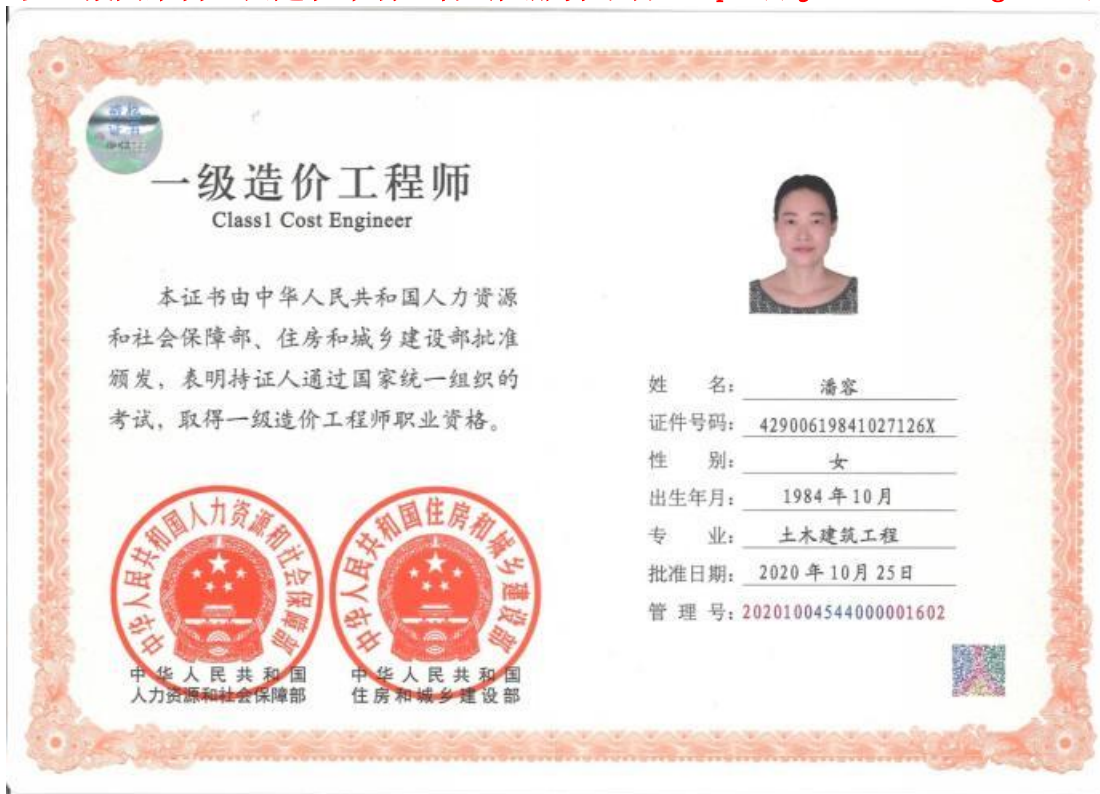 一级造价工程师
Class1 Cost Engineer
本证书由中华人民共和国人力资源
和社会保障部、住房和城乡建设部批准
颁发，表明持证人通过国家统一组织的
考试，取得一级造价工程师职业资格。
中华人民共和国人力资源和社会保障部
中华人民共和国住房和城乡建设部
中华人民共和国
人力资源和社会保障部
中华人民共和国
住房和城乡建设部
姓 名：潘容
证件号码：42900619841027126X
性 别：女
出生年月：1984年10月
专 业：土木建筑工程
批准日期：2020年10月25日
管 理 号：20201004544000001602